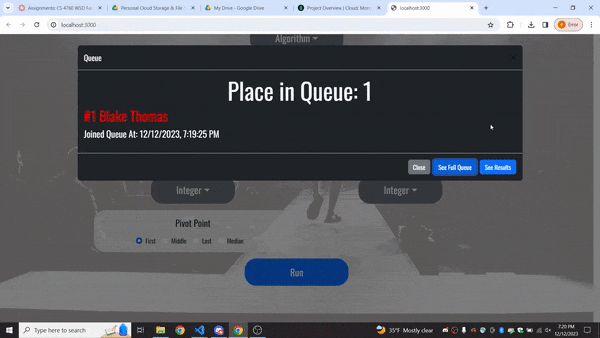 Assignments: CS 4760 WSD Fa
Personal Cloud Storage & File S
My Drive - Google Drive
Project Overview | Cloud: Mon
localhost:3000
localhost:3000
Error
Algorithm
Queue
Place in Queue: 1
#1 Blake Thomas
Joined Queue At: 12/12/2023, 7:19:25 PM
Close
See Full Queue
See Results
Integer
Integer
Pivot Point
First
Middle
Last
Median
Run
Type here to search
35°F Mostly clear
7:20 PM
12/12/2023